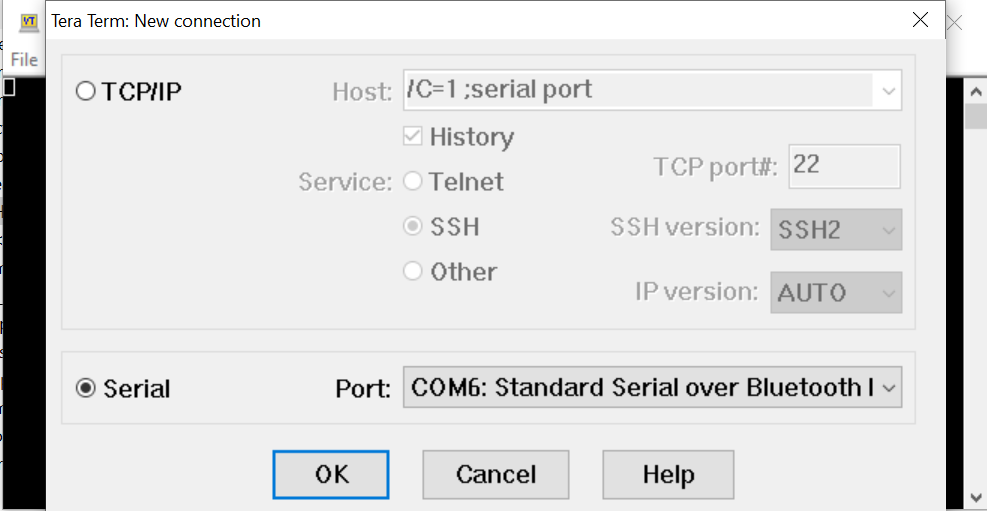 Tera Term: New connection
VT
File
TCP/IP
Host:
/C=1 ;serial port
History
Service:
Telnet
TCP port#:
22
SSH
SSH version:
SSH2
Other
IP version:
AUTO
Serial
Port:
COM6: Standard Serial over Bluetooth l
OK
Cancel
Help